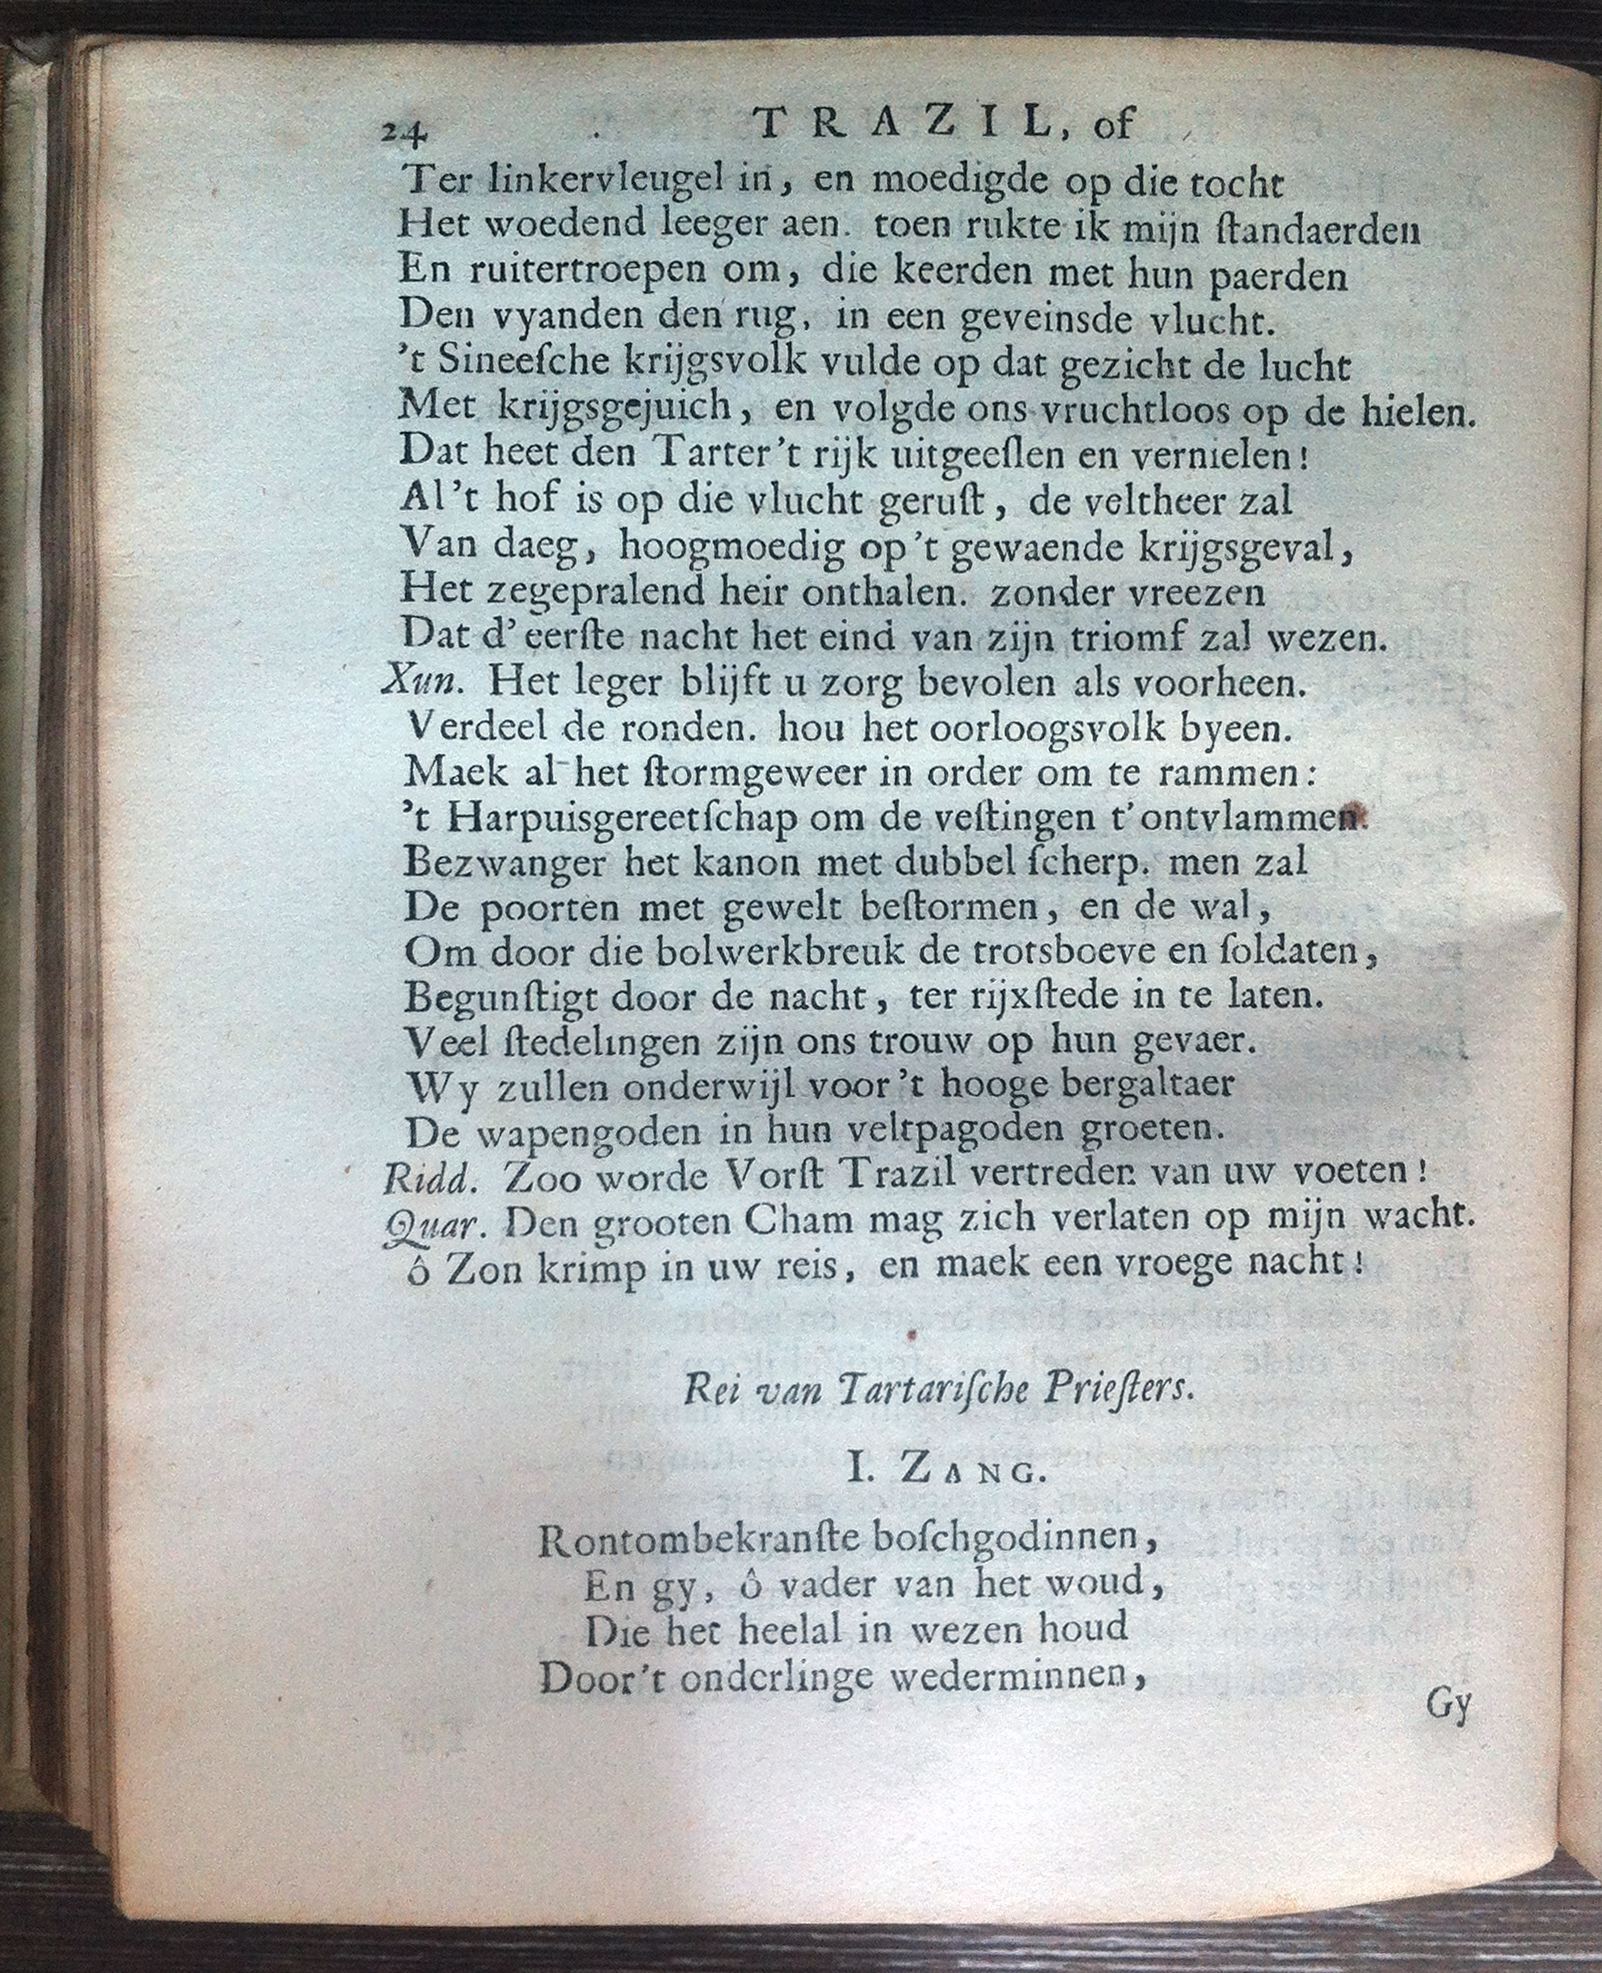 24 TRAZIL, of
Ter linkervleugel in, en moedigde op die tocht
Het woedend leeger aen. toen rukte ik mijn ſtandaerden
En ruitertroepen om, die keerden met hun paerden
Den vyanden den rug, in een geveinsde vlucht.
't Sineeſche krijgsvolk vulde op dat gezicht de lucht
Met krijgsgejuich, en volgde ons vruchtloos op de hielen.
Dat heet den Tarter 't rijk uitgeeſlen en vernielen!
Al 't hof is op die vlucht geruſt, de veltheer zal
Van daeg, hoogmoedig op 't gewaende krijgsgeval,
Het zegepralend heir onthalen. zonder vreezen
Dat d' eerſte nacht het eind van zijn triomf zal wezen.
Xun. Het leger blijft u zorg bevolen als voorheen.
Verdeel de ronden. hou het oorloogsvolk byeen.
Maek al het ſtormgeweer in order om te rammen:
't Harpuisgereetſchap om de veſtingen t' ontvlammen.
Bezwanger het kanon met dubbel ſcherp. men zal
De poorten met gewelt beſtormen, en de wal,
Om door die bolwerkbreuk de trotsboeve en ſoldaten,
Begunſtigt door de nacht, ter rijxſtede in te laten.
Veel ſtedelingen zijn ons trouw op hun gevaer.
Wy zullen onderwijl voor 't hooge bergaltaer
De wapengoden in hun veltpagoden groeten.
Ridd. Zoo worde Vorſt Trazil vertreden van uw voeten!
Quar. Den grooten Cham mag zich verlaten op mijn wacht.
ô Zon krimp in uw reis, en maek een vroege nacht!
Rei van Tartariſche Prieſters.
I. ZANG.
Rontombekranſte boſchgodinnen,
En gy, ô vader van het woud,
Die het heelal in wezen houd
Door 't onderlinge wederminnen,
Gy